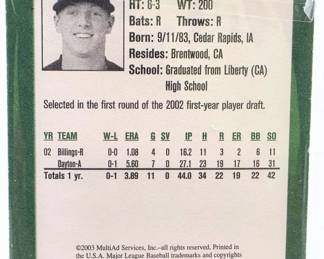 HT: 6-3 WT: 200
Bats: R Throws: R
Born: 9/11/83, Cedar Rapids, IA
Resides: Brentwood, CA
School: Graduated from Liberty (CA)
High School
Selected in the first round of the 2002 first-year player draft.
YR TEAM W-L ERA G SV IP H R ER BB SO
02 Billings-R 0-0 1.08 4 0 16.2 11 3 2 6 11
Dayton-A 0-1 5.60 7 0 27.1 23 19 17 16 31
Totals 1 yr. 0-1 3.89 11 0 44.0 34 22 19 22 42
©2003 MultiAd Services, Inc.–all rights reserved. Printed in
the U.S.A. Major League Baseball trademarks and copyrights